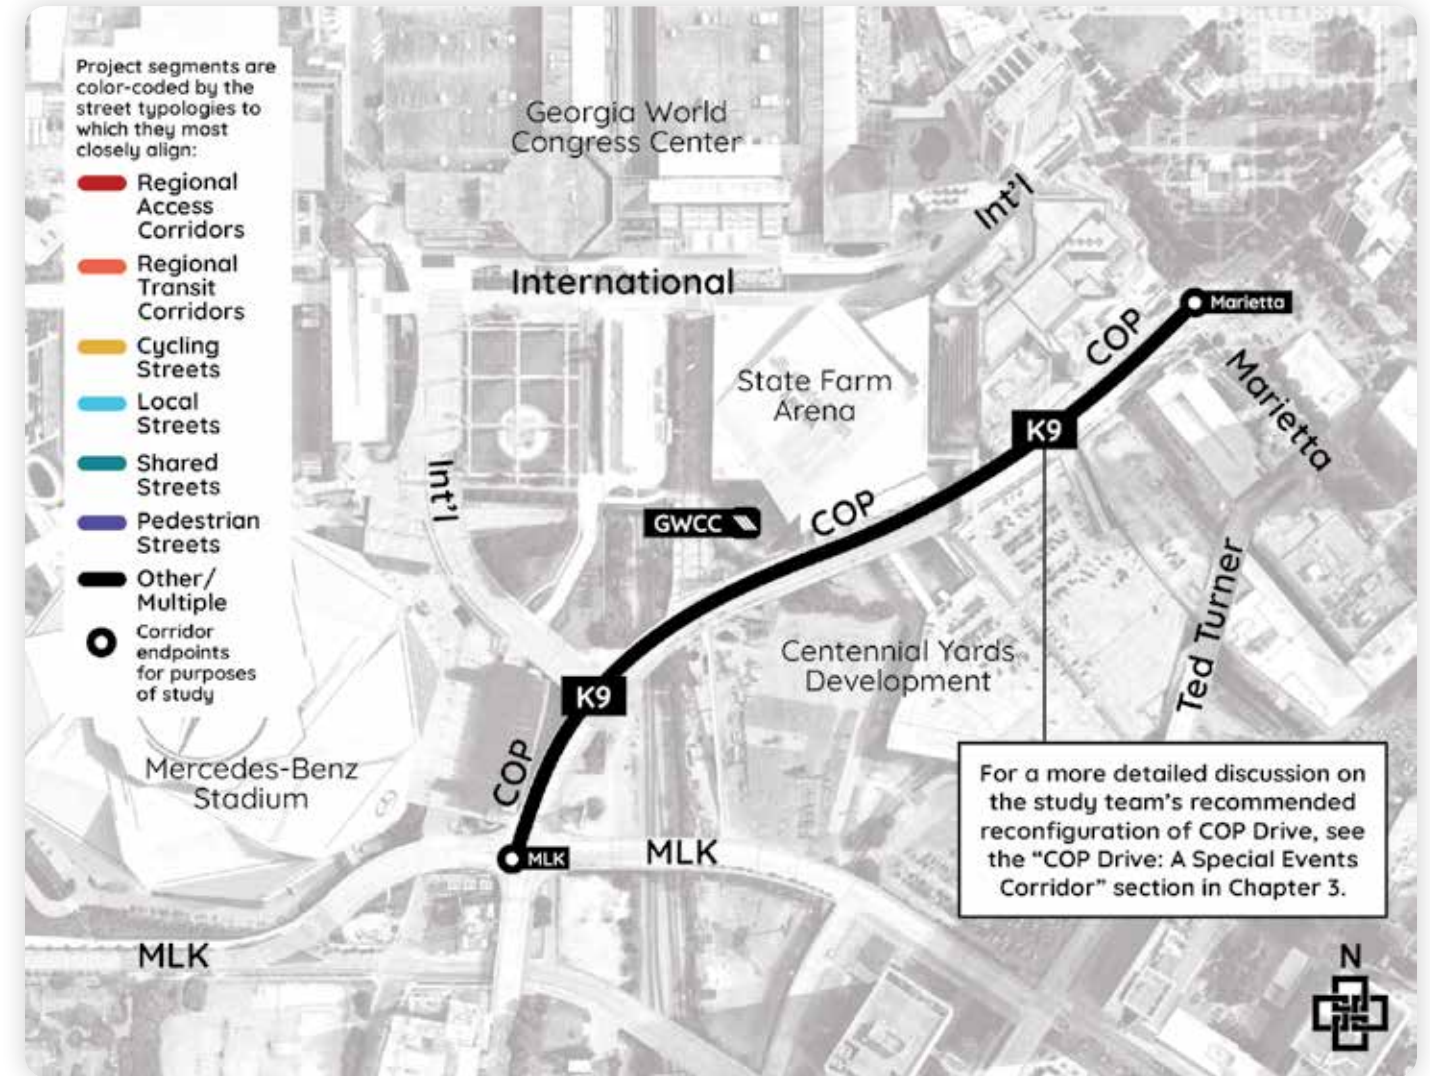 Project segments are
color-coded by the
street typologies to
which they most
closely align:
Regional
Access
Corridors
Regional
Transit
Corridors
Cycling
Streets
Local
Streets
Shared
Streets
Pedestrian
Streets
Other/
Multiple
Corridor
endpoints
for purposes
of study
Georgia World
Congress Center
Int'l
International
Marietta
COP
State Farm
Arena
Marietta
K9
Int'l
COP
GWCC
Ted Turner
Centennial Yards
Development
K9
COP
Mercedes-Benz
Stadium
MLK
MLK
MLK
For a more detailed discussion on
the study team's recommended
reconfiguration of COP Drive, see
the “COP Drive: A Special Events
Corridor” section in Chapter 3.
N